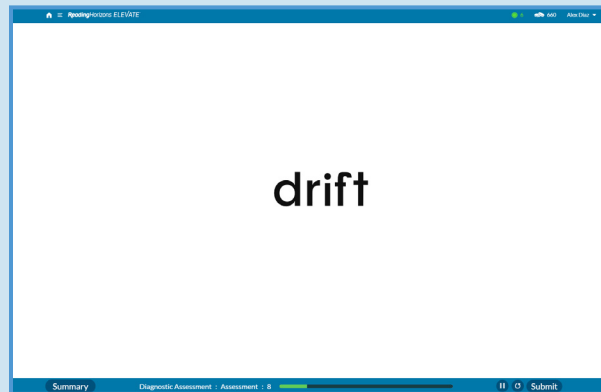 ReadingHorizons ELEVATE 660 Alex Diaz
drift
Summary Diagnostic Assessment : Assessment : 8 Submit